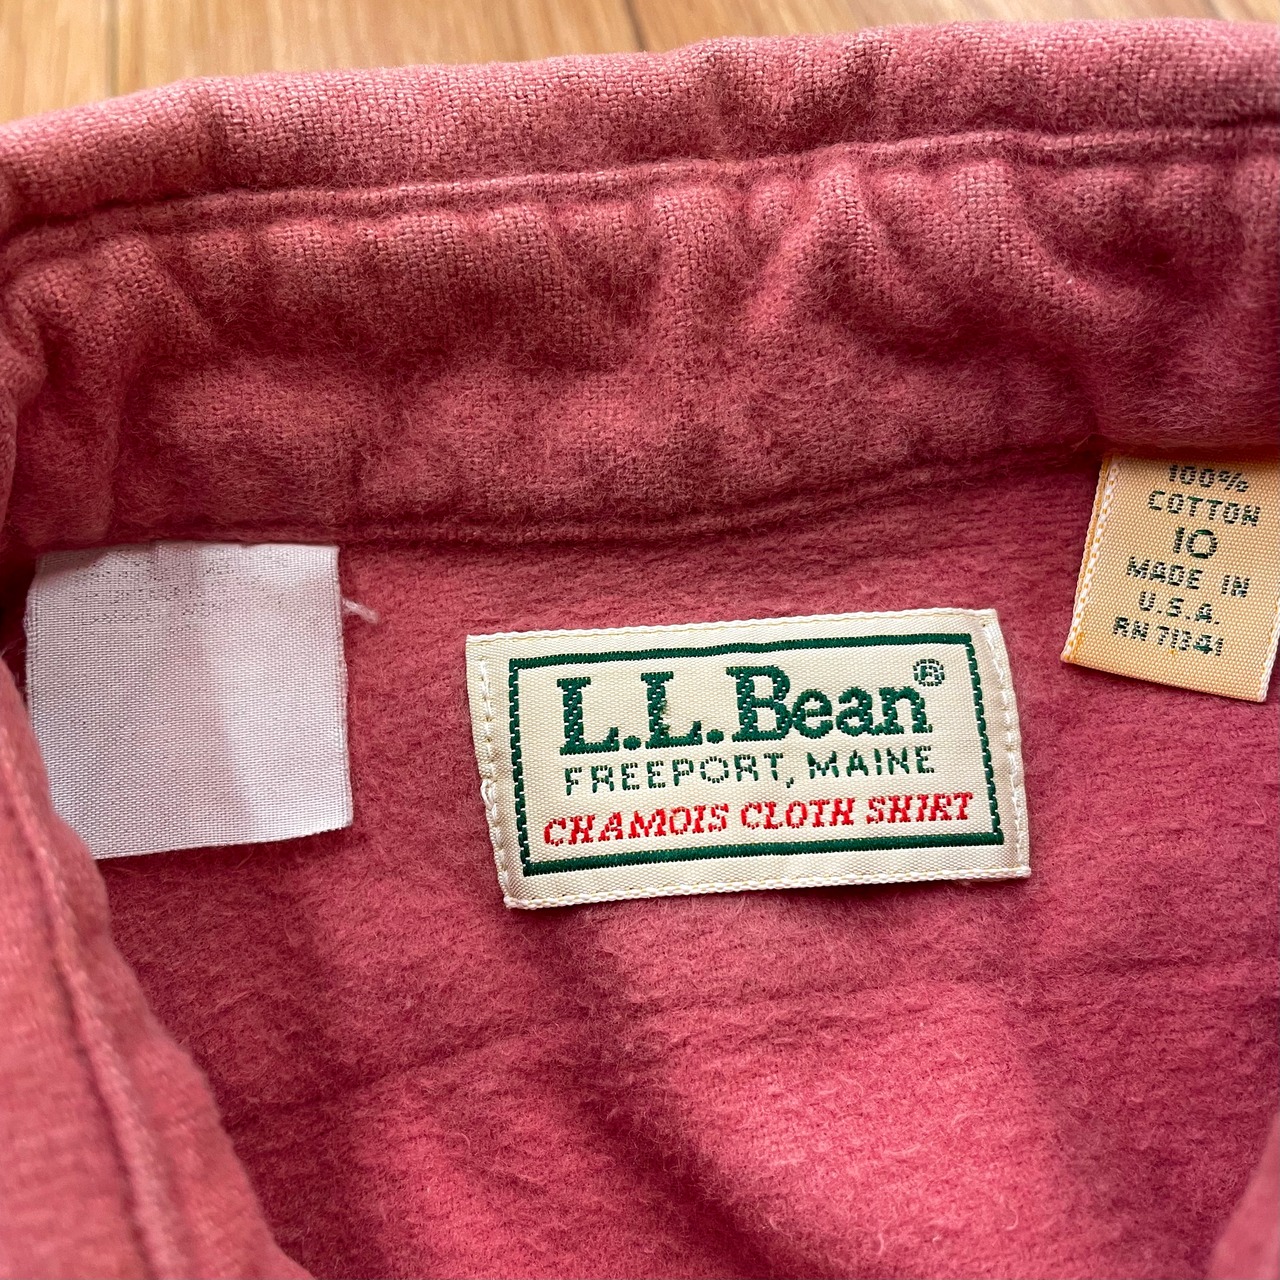 L.L.Bean®
FREEPORT, MAINE
CHAMOIS CLOTH SHIRT
100%
COTTON
10
MADE IN
U.S.A.
RN 71341